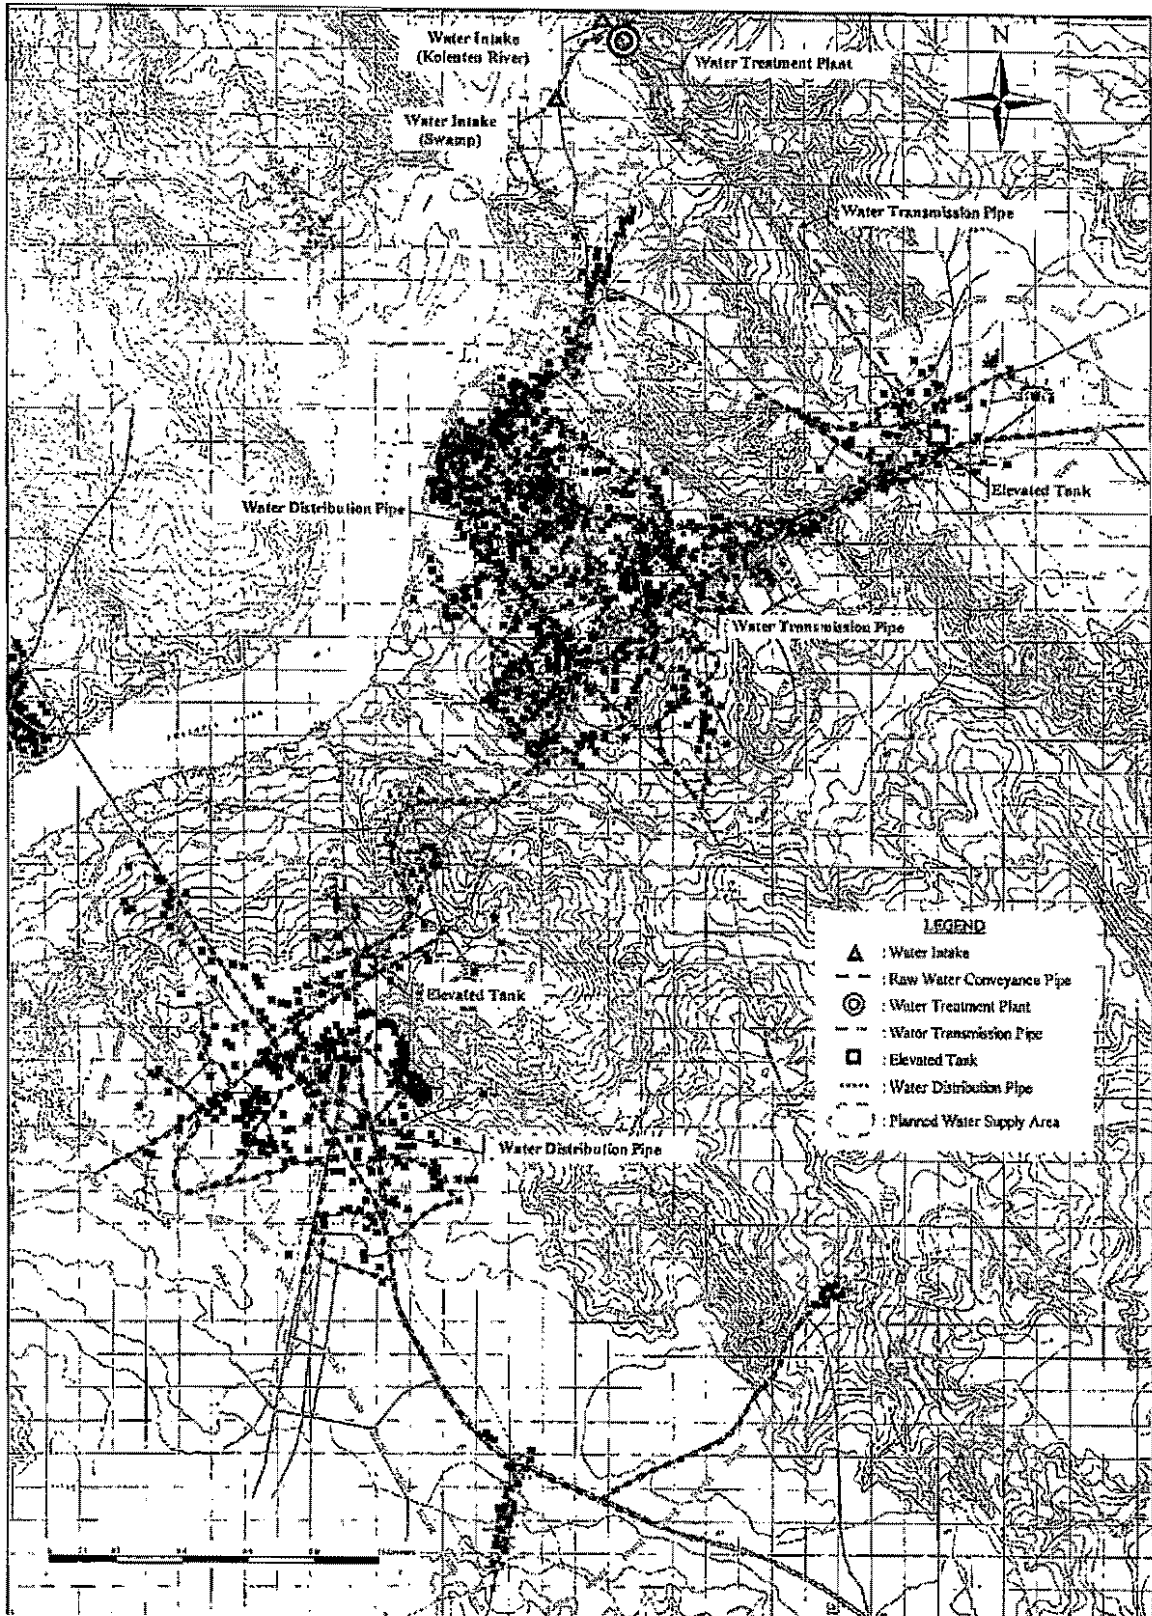 Water Intake
(Kolenten River)
N
Water Treatment Plant
Water Intake
(Swamp)
Water Transmission Pipe
Elevated Tank
Water Distribution Pipe
Water Transmission Pipe
Elevated Tank
Water Distribution Pipe
LEGEND
: Water Intake
: Raw Water Conveyance Pipe
: Water Treatment Plant
: Water Transmission Pipe
: Elevated Tank
: Water Distribution Pipe
: Planned Water Supply Area